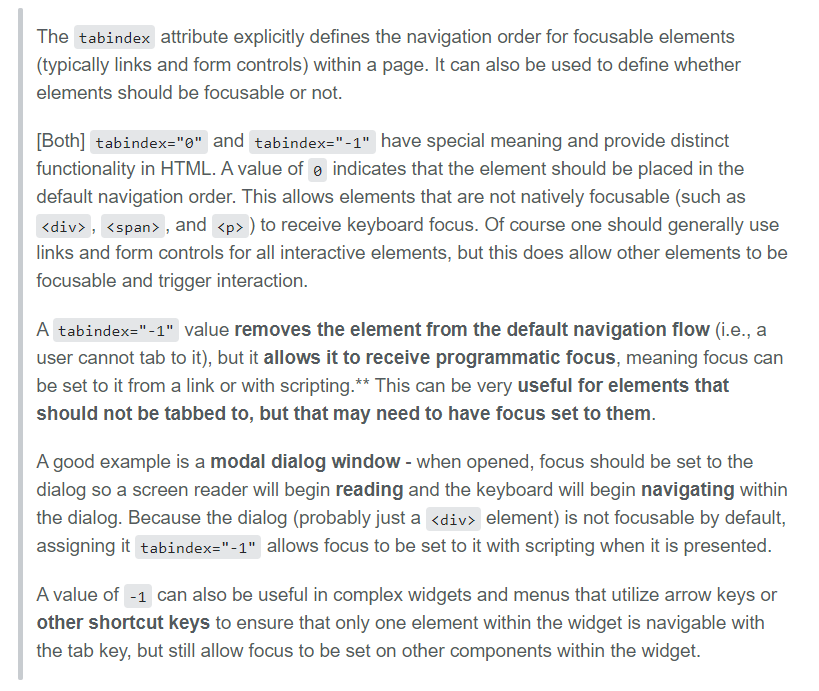 The tabindex attribute explicitly defines the navigation order for focusable elements
(typically links and form controls) within a page. It can also be used to define whether
elements should be focusable or not.
[Both] tabindex="0" and tabindex="-1" have special meaning and provide distinct
functionality in HTML. A value of 0 indicates that the element should be placed in the
default navigation order. This allows elements that are not natively focusable (such as
<div>, <span>, and <p>) to receive keyboard focus. Of course one should generally use
links and form controls for all interactive elements, but this does allow other elements to be
focusable and trigger interaction.
A tabindex="-1" value removes the element from the default navigation flow (i.e., a
user cannot tab to it), but it allows it to receive programmatic focus, meaning focus can
be set to it from a link or with scripting.** This can be very useful for elements that
should not be tabbed to, but that may need to have focus set to them.
A good example is a modal dialog window - when opened, focus should be set to the
dialog so a screen reader will begin reading and the keyboard will begin navigating within
the dialog. Because the dialog (probably just a <div> element) is not focusable by default,
assigning it tabindex="-1" allows focus to be set to it with scripting when it is presented.
A value of -1 can also be useful in complex widgets and menus that utilize arrow keys or
other shortcut keys to ensure that only one element within the widget is navigable with
the tab key, but still allow focus to be set on other components within the widget.